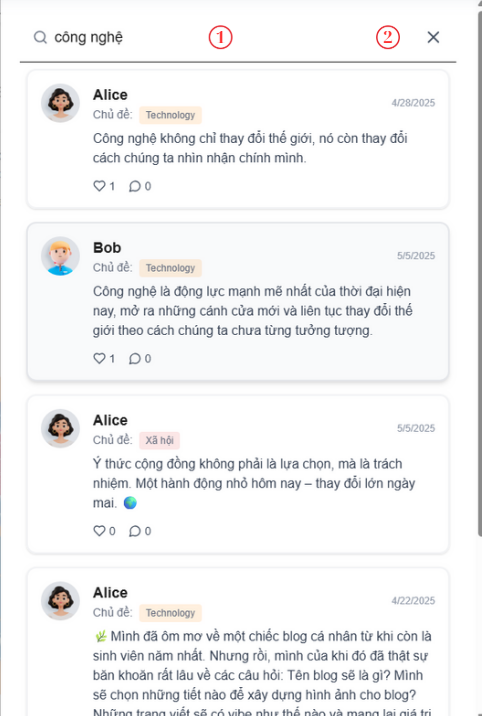 công nghệ 1 2
Alice 4/28/2025
Chủ đề: Technology
Công nghệ không chỉ thay đổi thế giới, nó còn thay đổi
cách chúng ta nhìn nhận chính mình.
1 0
Bob 5/5/2025
Chủ đề: Technology
Công nghệ là động lực mạnh mẽ nhất của thời đại hiện
nay, mở ra những cánh cửa mới và liên tục thay đổi thế
giới theo cách chúng ta chưa từng tưởng tượng.
1 0
Alice 5/5/2025
Chủ đề: Xã hội
Ý thức cộng đồng không phải là lựa chọn, mà là trách
nhiệm. Một hành động nhỏ hôm nay – thay đổi lớn ngày
mai. 🌍
0 0
Alice 4/22/2025
Chủ đề: Technology
🌿 Mình đã ôm mơ về một chiếc blog cá nhân từ khi còn là
sinh viên năm nhất. Nhưng rồi, mình của khi đó đã thật sự
băn khoăn rất lâu về các câu hỏi: Tên blog sẽ là gì? Mình
sẽ chọn những tiết nào để xây dựng hình ảnh cho blog?
Những trang viết sẽ có vibe như thế nào và mang lại giá trị